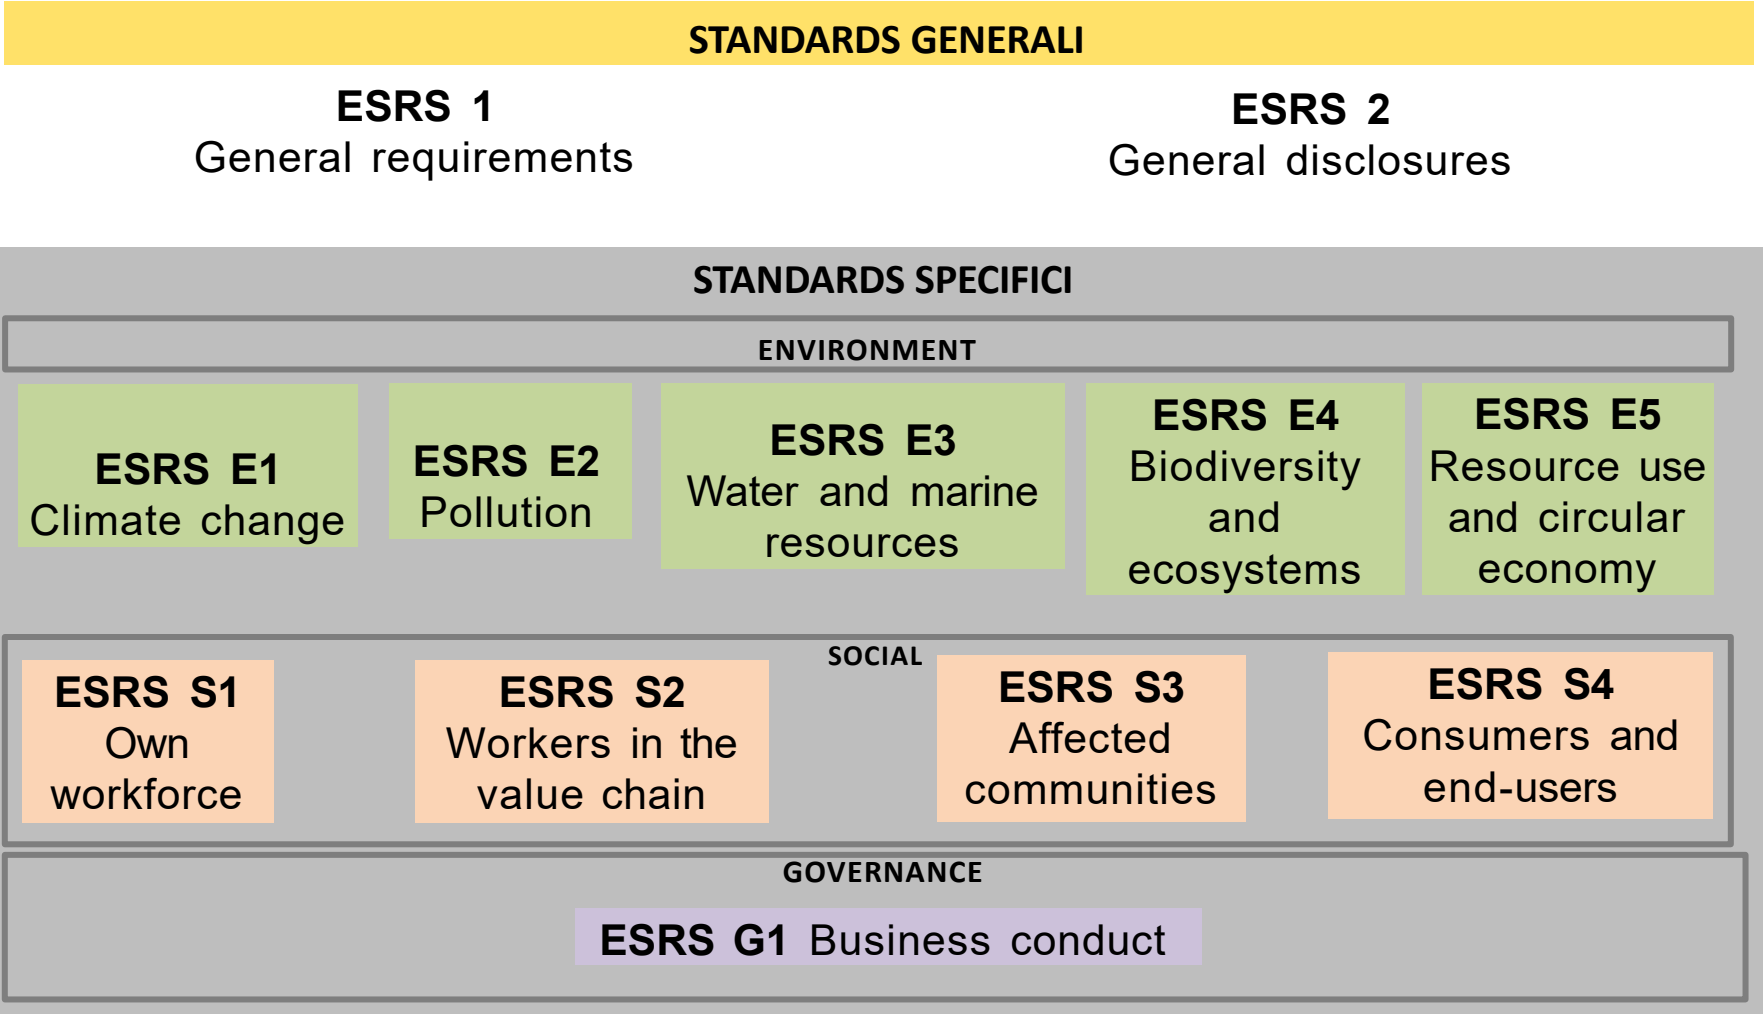 STANDARDS GENERALI
ESRS 1
General requirements
ESRS 2
General disclosures
STANDARDS SPECIFICI
ENVIRONMENT
ESRS E1
Climate change
ESRS E2
Pollution
ESRS E3
Water and marine
resources
ESRS E4
Biodiversity
and
ecosystems
ESRS E5
Resource use
and circular
economy
SOCIAL
ESRS S1
Own
workforce
ESRS S2
Workers in the
value chain
ESRS S3
Affected
communities
ESRS S4
Consumers and
end-users
GOVERNANCE
ESRS G1 Business conduct